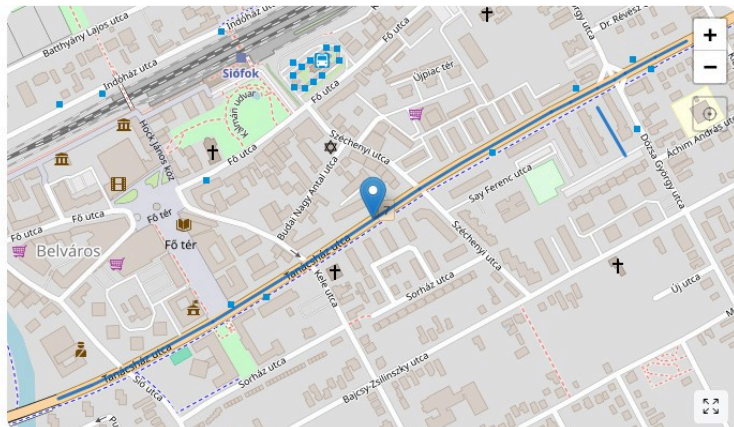 Batthyány Lajos utca
Indóház utca
Fő utca
Dr. Révész
+
−
Indóház utca
Siófok
Újpiac tér
Fő utca
Kálmán udvar
Hock János köz
Széchenyi utca
Fő utca
Budai Nagy Antal utca
Dózsa György utca
Áchim András
Say Ferenc utca
Fő utca
Fő tér
Fő utca
Fő tér
Belváros
Széchenyi utca
Tanácsház utca
Kele utca
Sorház utca
Új utca
Tanácsház utca
Sió utca
Sorház utca
Bajcsy-Zsilinszky utca